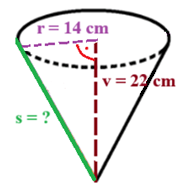 r = 14 cm
v = 22 cm
s = ?